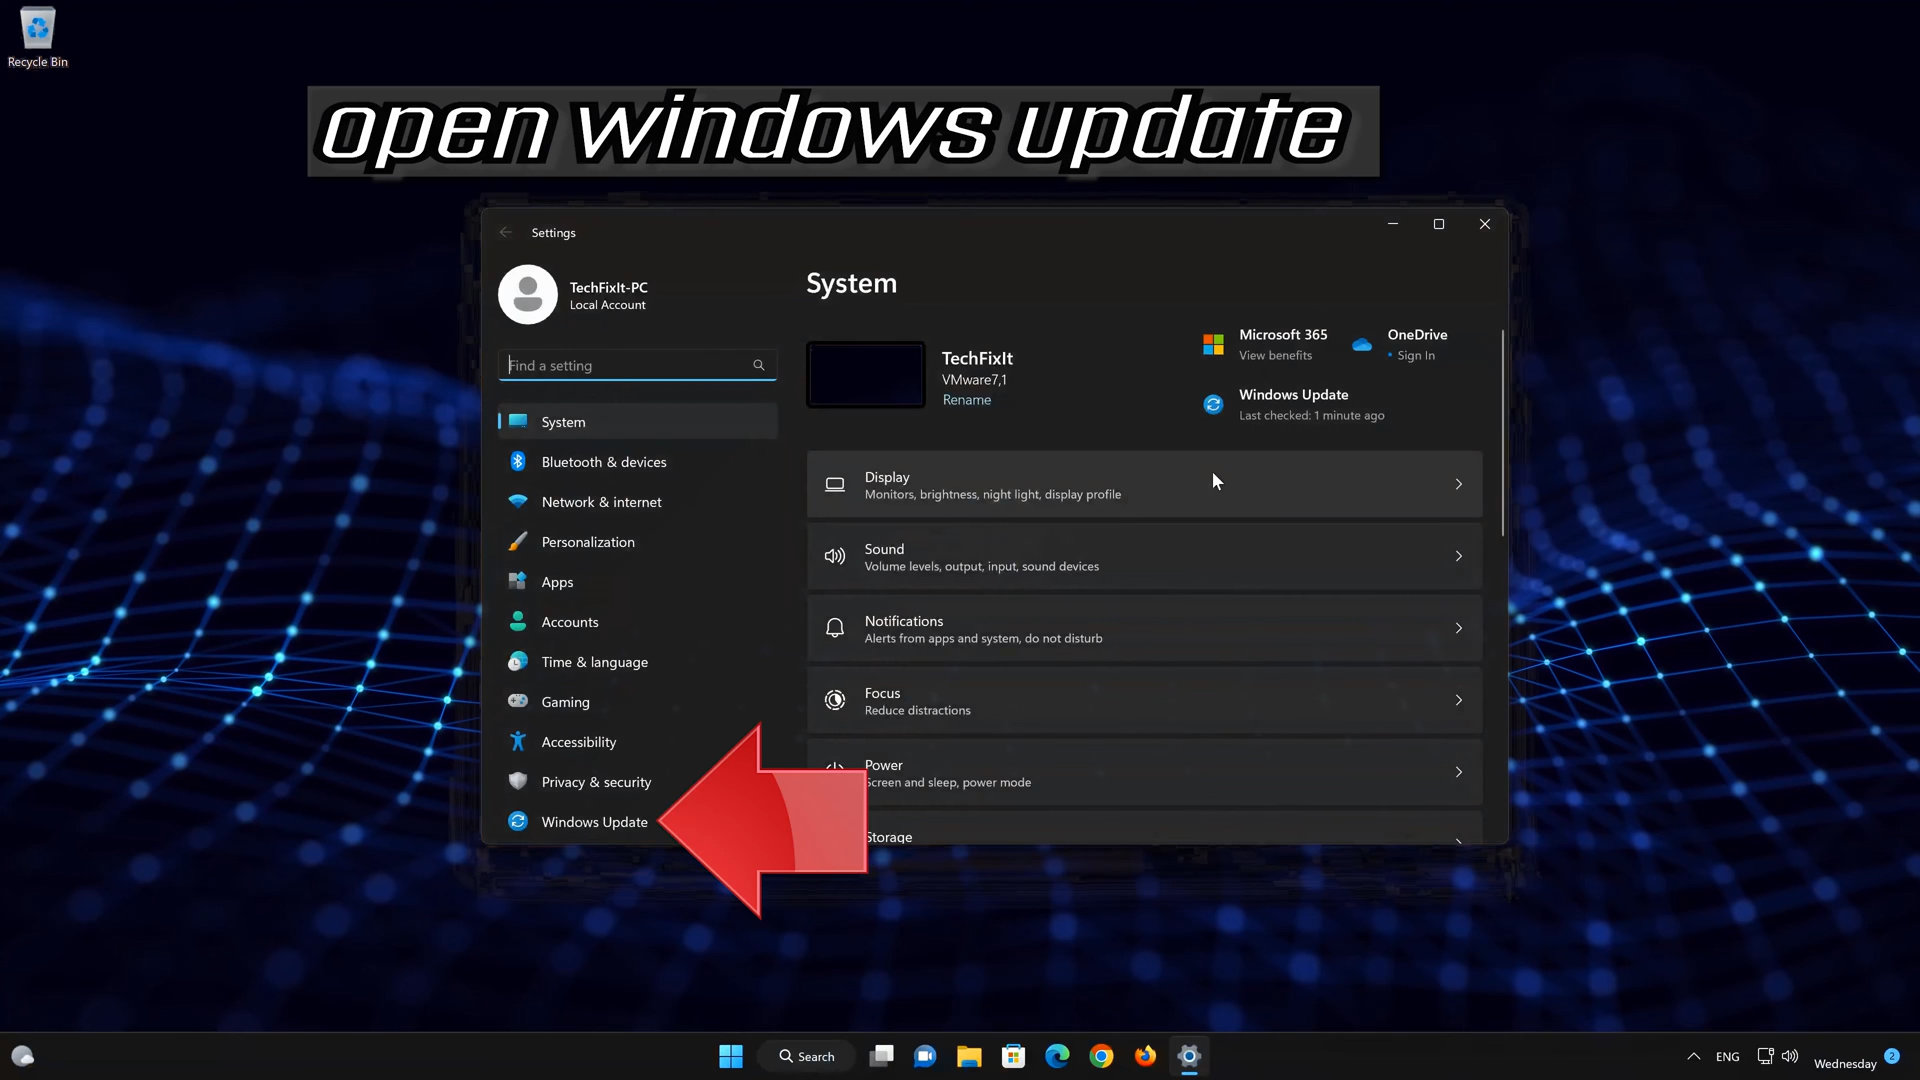 Recycle Bin
open windows update
Settings
TechFixIt-PC
Local Account
Find a setting
System
Bluetooth & devices
Network & internet
Personalization
Apps
Accounts
Time & language
Gaming
Accessibility
Privacy & security
Windows Update
System
TechFixIt
VMware7,1
Rename
Microsoft 365
View benefits
OneDrive
• Sign In
Windows Update
Last checked: 1 minute ago
Display
Monitors, brightness, night light, display profile
Sound
Volume levels, output, input, sound devices
Notifications
Alerts from apps and system, do not disturb
Focus
Reduce distractions
Power
Screen and sleep, power mode
Storage
Search
ENG
Wednesday
2